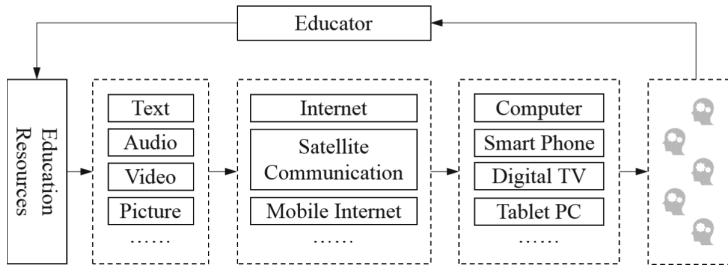 Educator
Education
Resources
Text
Audio
Video
Picture
......
Internet
Satellite
Communication
Mobile Internet
......
Computer
Smart Phone
Digital TV
Tablet PC
......